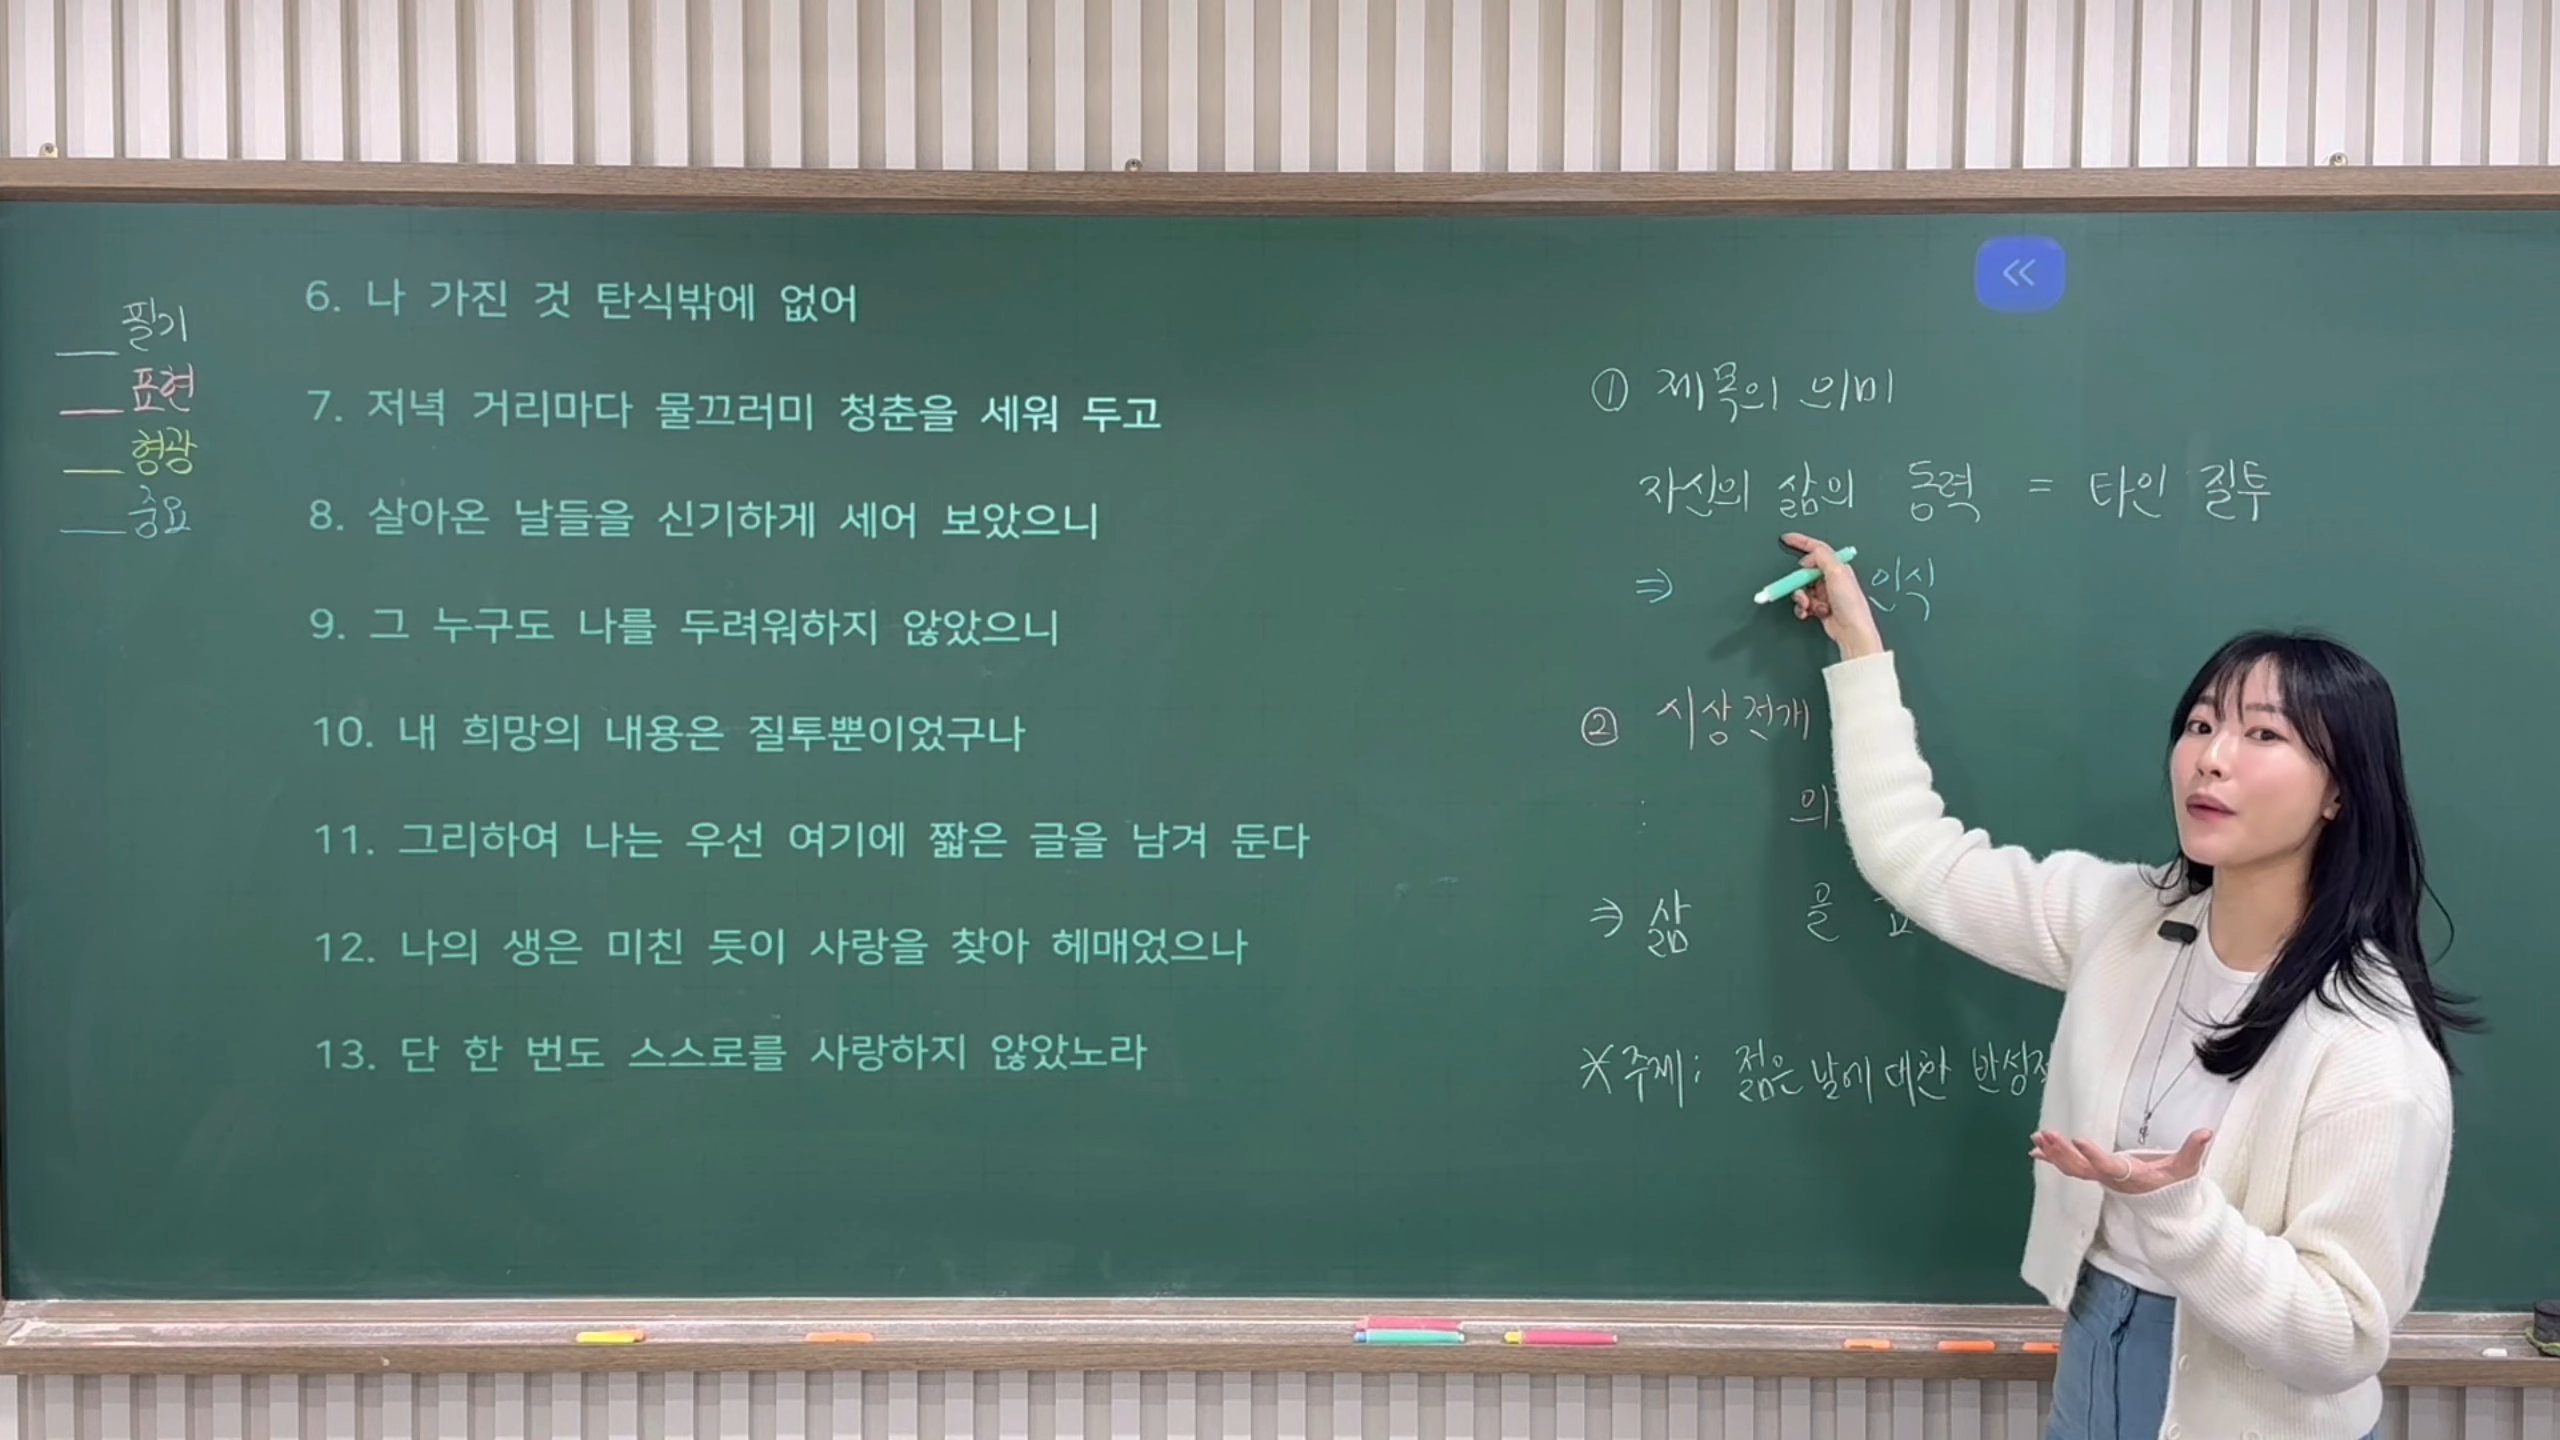 필기
표현
형광
중요
6. 나 가진 것 탄식밖에 없어
7. 저녁 거리마다 물끄러미 청춘을 세워 두고
8. 살아온 날들을 신기하게 세어 보았으니
9. 그 누구도 나를 두려워하지 않았으니
10. 내 희망의 내용은 질투뿐이었구나
11. 그리하여 나는 우선 여기에 짧은 글을 남겨 둔다
12. 나의 생은 미친 듯이 사랑을 찾아 헤매었으나
13. 단 한 번도 스스로를 사랑하지 않았노라
«
① 제목의 의미
자신의 삶의 동력 = 타인 질투
⇒ 인식
② 시상전개
: 의
⇒ 삶 을
* 주제: 젊은 날에 대한